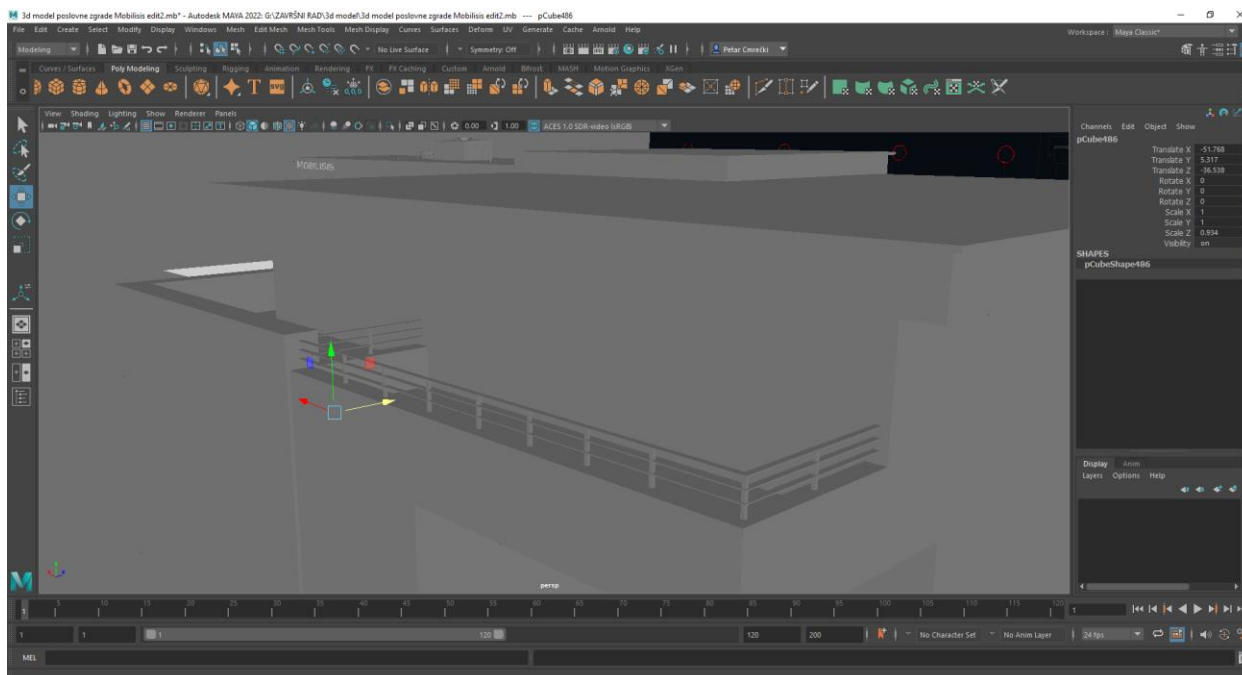 3d model poslovne zgrade Mobilisis edit2.mb* - Autodesk MAYA 2022: G:\ZAVRŠNI RAD\3d model\3d model poslovne zgrade Mobilisis edit2.mb --- pCube486
File Edit Create Select Modify Display Windows Mesh Edit Mesh Mesh Tools Mesh Display Curves Surfaces Deform UV Generate Cache Arnold Help
Workspace: Maya Classic*
Modeling No Live Surface Symmetry: Off Petar Cmrečki
Curves / Surfaces Poly Modeling Sculpting Rigging Animation Rendering FX FX Caching Custom Arnold Bifrost MASH Motion Graphics XGen
View Shading Lighting Show Renderer Panels
0.00 1.00 ACES 1.0 SDR-video (sRGB)
MOBILISIS
persp
Channels Edit Object Show
pCube486
Translate X -51.768
Translate Y 5.317
Translate Z -36.538
Rotate X 0
Rotate Y 0
Rotate Z 0
Scale X 1
Scale Y 1
Scale Z 0.934
Visibility on
SHAPES
pCubeShape486
Display Anim
Layers Options Help
5 10 15 20 25 30 35 40 45 50 55 60 65 70 75 80 85 90 95 100 105 110 115 120
1 1
1 1 1 120 120 200 No Character Set No Anim Layer 24 fps
MEL